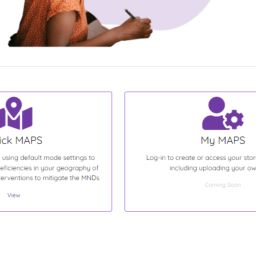 ick MAPS
using default mode settings to
eficiencies in your geography of
erventions to mitigate the MNDs
View
My MAPS
Log-in to create or access your stor
including uploading your ow
Coming Soon